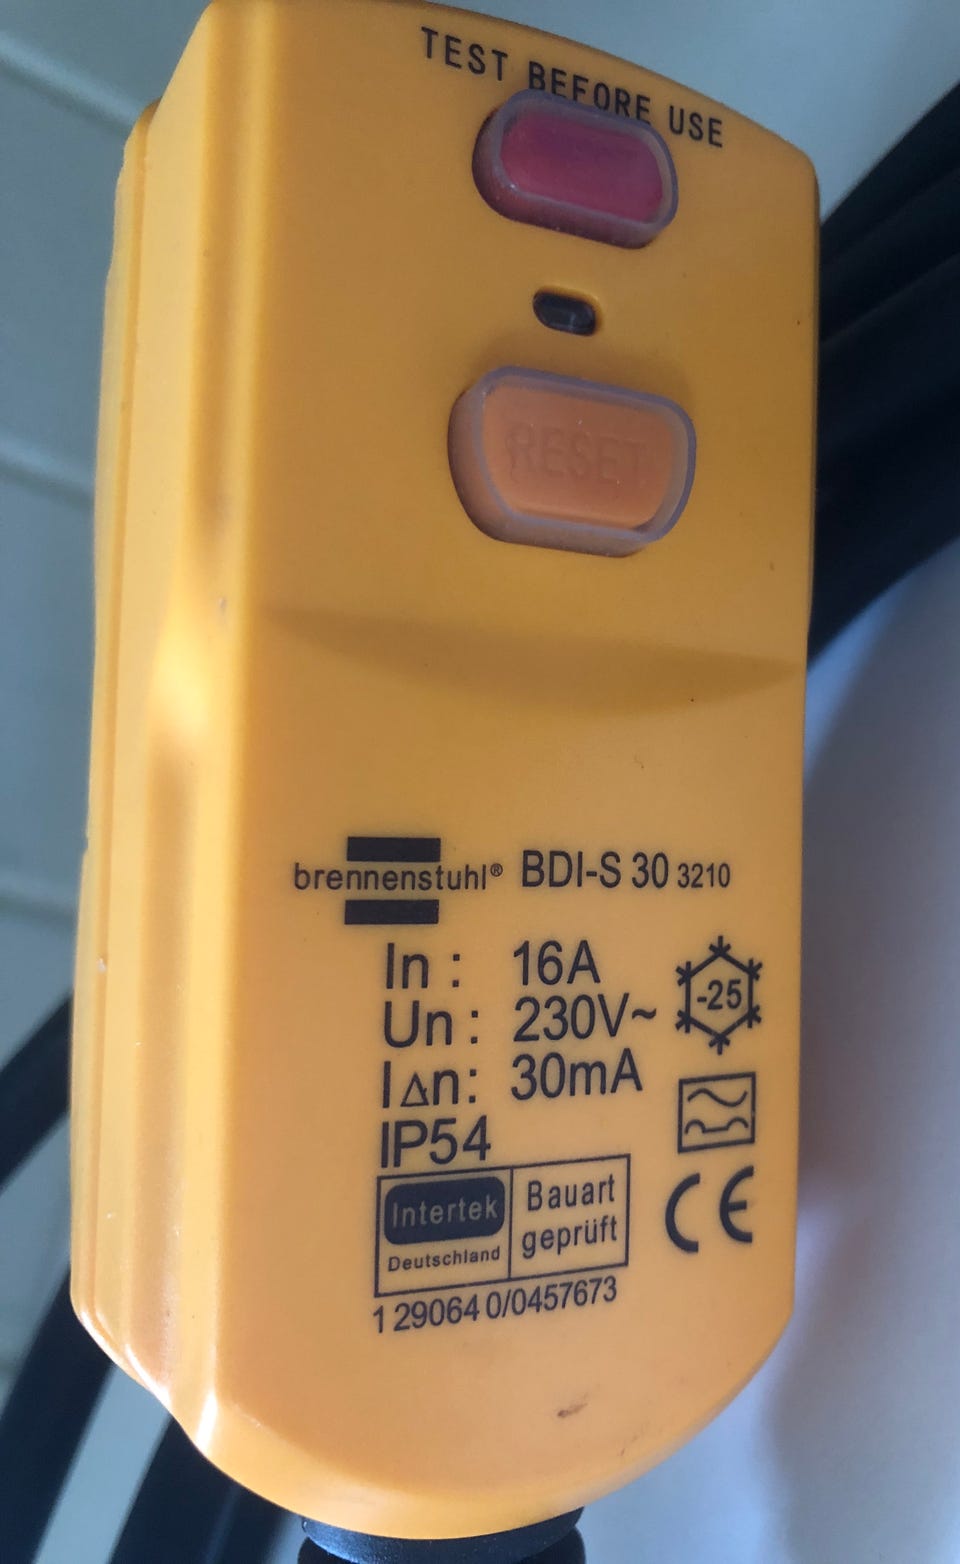 TEST BEFORE USE
RESET
brennenstuhl® BDI-S 30 3210
In : 16A
Un : 230V~
I∆n: 30mA
-25
IP54
Intertek
Deutschland
Bauart
geprüft
CE
1 29064 0/0457673